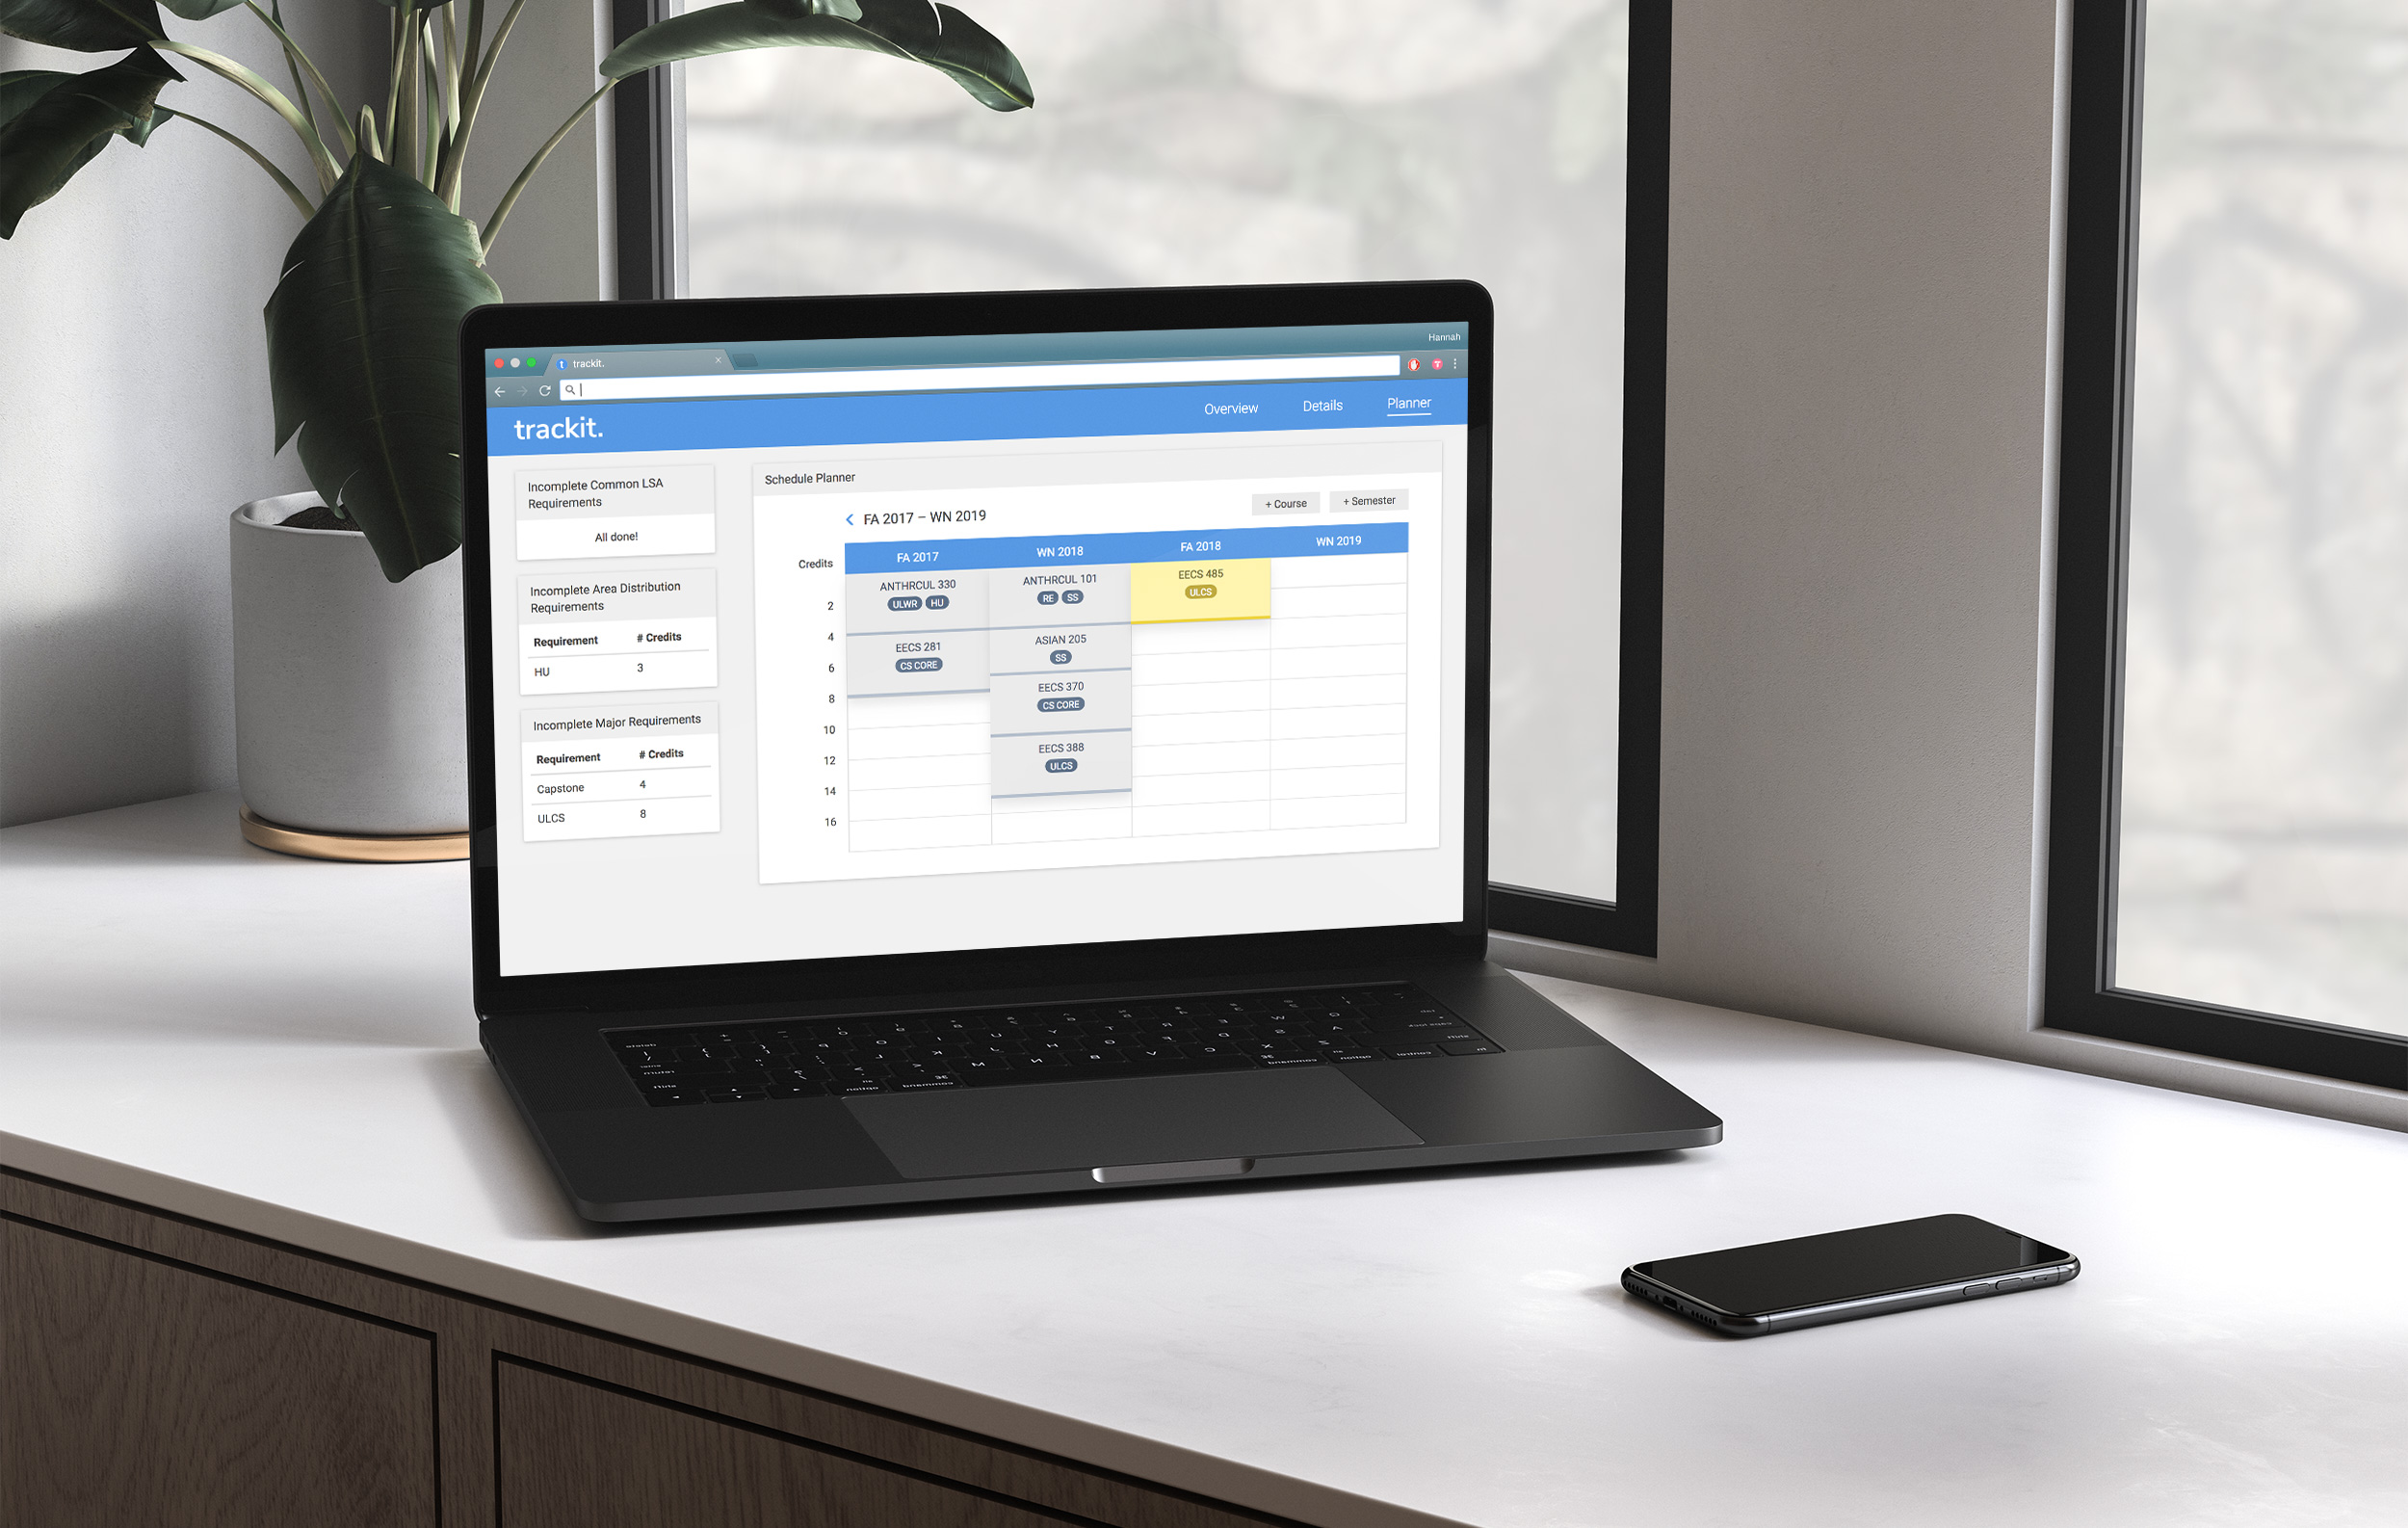 Hannah
trackit.
trackit.
Overview
Details
Planner
Incomplete Common LSA
Requirements
All done!
Incomplete Area Distribution
Requirements
Requirement # Credits
HU 3
Incomplete Major Requirements
Requirement # Credits
Capstone 4
ULCS 8
Schedule Planner
FA 2017 – WN 2019
+ Course
+ Semester
Credits
FA 2017
WN 2018
FA 2018
WN 2019
2
4
6
8
10
12
14
16
ANTHRCUL 330
ULWR HU
EECS 281
CS CORE
ANTHRCUL 101
RE SS
ASIAN 205
SS
EECS 370
CS CORE
EECS 388
ULCS
EECS 485
ULCS